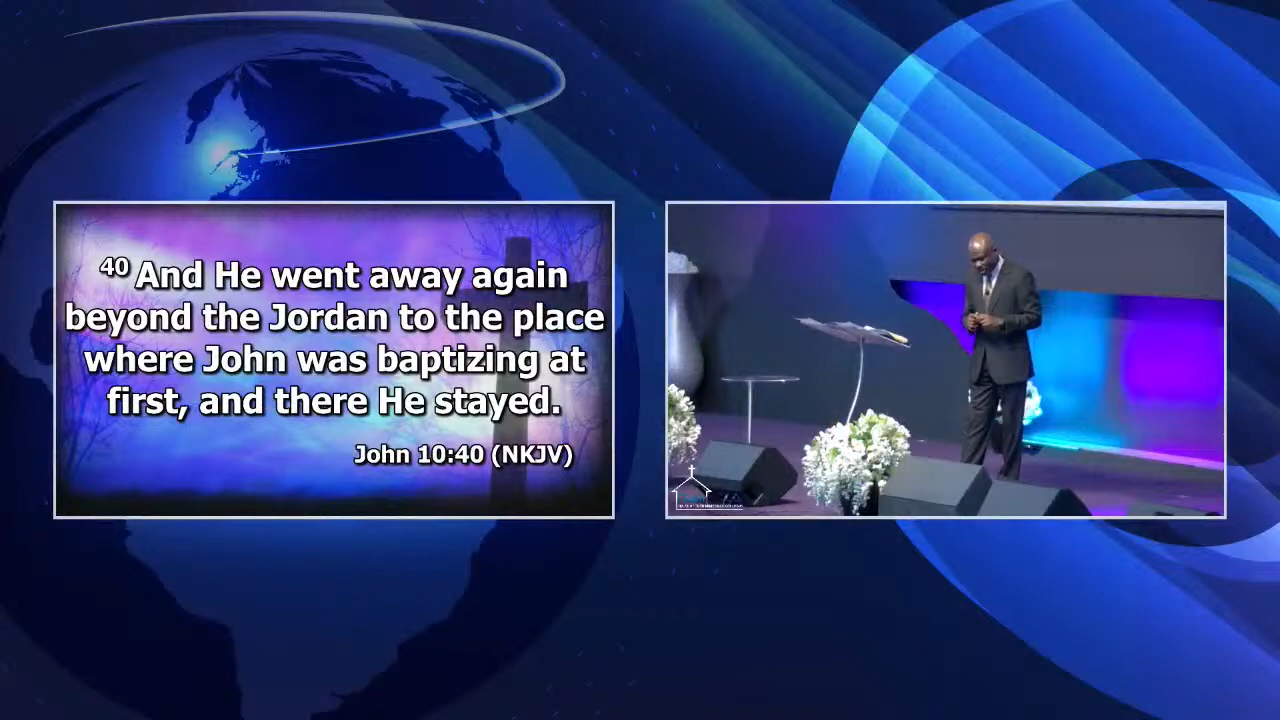 40 And He went away again
beyond the Jordan to the place
where John was baptizing at
first, and there He stayed.
John 10:40 (NKJV)